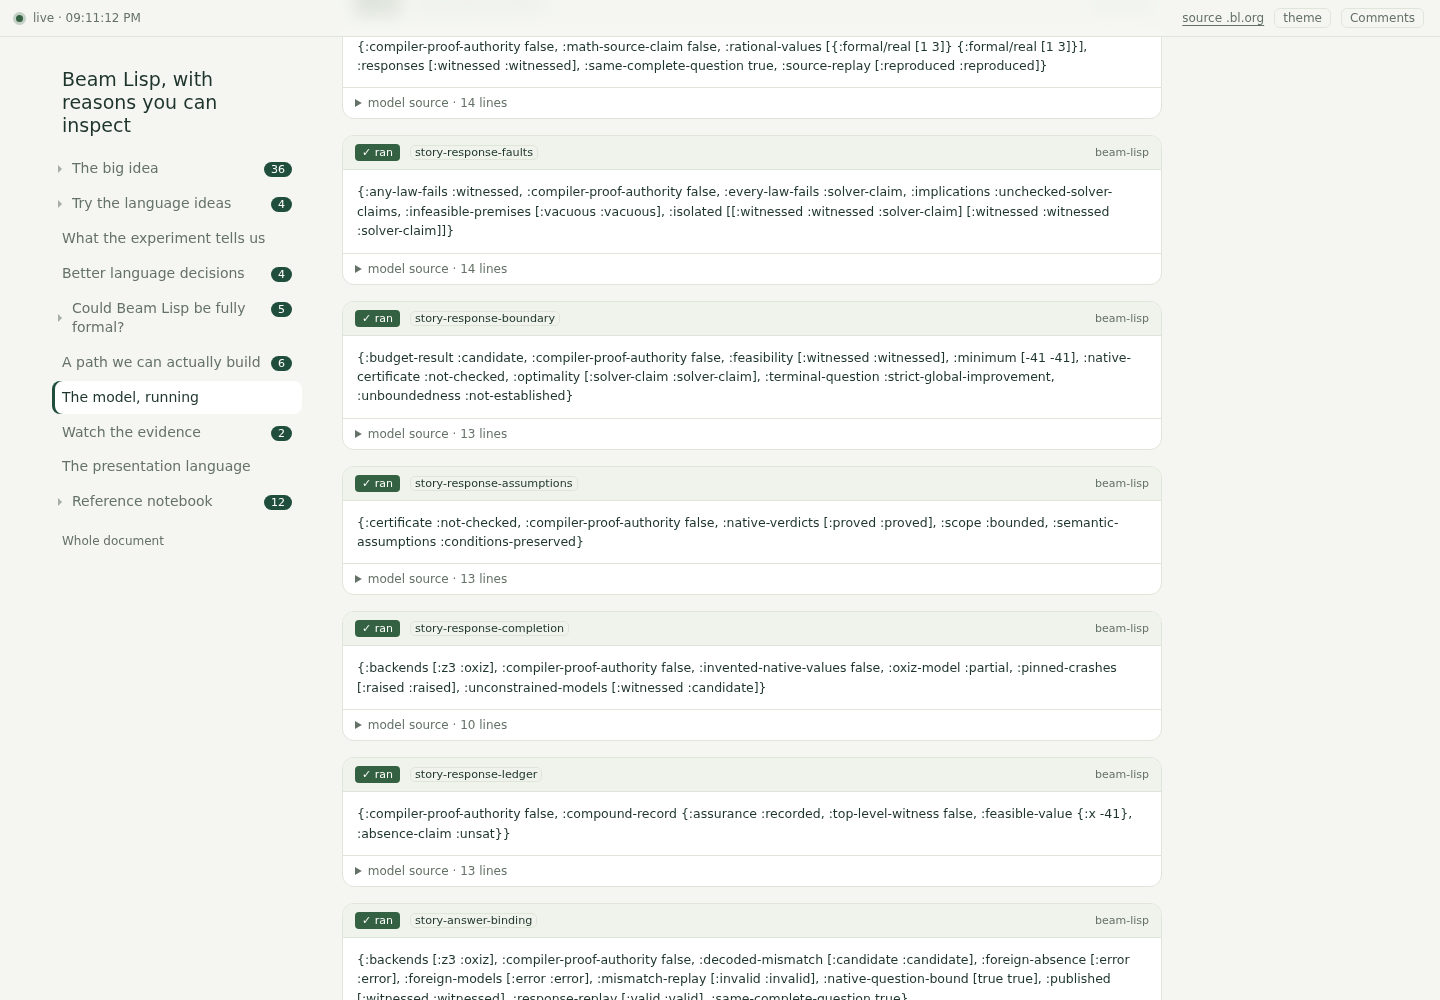 live · 09:11:12 PM
source .bl.org
theme
Comments
Beam Lisp, with
reasons you can
inspect
The big idea
36
Try the language ideas
4
What the experiment tells us
Better language decisions
4
Could Beam Lisp be fully
formal?
5
A path we can actually build
6
The model, running
Watch the evidence
2
The presentation language
Reference notebook
12
Whole document
{:compiler-proof-authority false, :math-source-claim false, :rational-values [{:formal/real [1 3]} {:formal/real [1 3]}],
:responses [:witnessed :witnessed], :same-complete-question true, :source-replay [:reproduced :reproduced]}
▶ model source · 14 lines
✓ ran
story-response-faults
beam-lisp
{:any-law-fails :witnessed, :compiler-proof-authority false, :every-law-fails :solver-claim, :implications :unchecked-solver-
claims, :infeasible-premises [:vacuous :vacuous], :isolated [[:witnessed :witnessed :solver-claim] [:witnessed :witnessed
:solver-claim]]}
▶ model source · 14 lines
✓ ran
story-response-boundary
beam-lisp
{:budget-result :candidate, :compiler-proof-authority false, :feasibility [:witnessed :witnessed], :minimum [-41 -41], :native-
certificate :not-checked, :optimality [:solver-claim :solver-claim], :terminal-question :strict-global-improvement,
:unboundedness :not-established}
▶ model source · 13 lines
✓ ran
story-response-assumptions
beam-lisp
{:certificate :not-checked, :compiler-proof-authority false, :native-verdicts [:proved :proved], :scope :bounded, :semantic-
assumptions :conditions-preserved}
▶ model source · 13 lines
✓ ran
story-response-completion
beam-lisp
{:backends [:z3 :oxiz], :compiler-proof-authority false, :invented-native-values false, :oxiz-model :partial, :pinned-crashes
[:raised :raised], :unconstrained-models [:witnessed :candidate]}
▶ model source · 10 lines
✓ ran
story-response-ledger
beam-lisp
{:compiler-proof-authority false, :compound-record {:assurance :recorded, :top-level-witness false, :feasible-value {:x -41},
:absence-claim :unsat}}
▶ model source · 13 lines
✓ ran
story-answer-binding
beam-lisp
{:backends [:z3 :oxiz], :compiler-proof-authority false, :decoded-mismatch [:candidate :candidate], :foreign-absence [:error
:error], :foreign-models [:error :error], :mismatch-replay [:invalid :invalid], :native-question-bound [true true], :published
[:witnessed :witnessed], :response-replay [:valid :valid], :same-complete-question true}